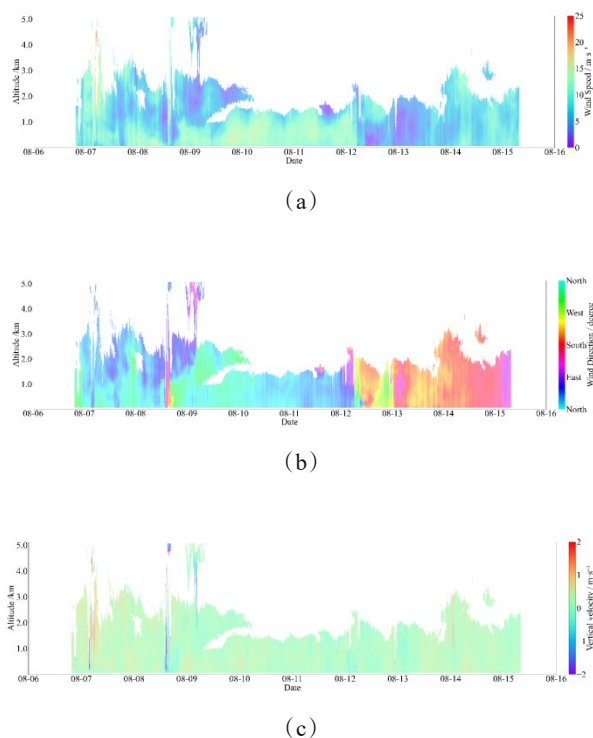 5.0
4.0
3.0
2.0
1.0
Altitude /km
08-06 08-07 08-08 08-09 08-10 08-11 08-12 08-13 08-14 08-15 08-16
Date
25
20
15
10
5
0
Wind Speed / m s
(a)
5.0
4.0
3.0
2.0
1.0
Altitude /km
08-06 08-07 08-08 08-09 08-10 08-11 08-12 08-13 08-14 08-15 08-16
Date
North
West
South
East
North
Wind Direction / degree
(b)
5.0
4.0
3.0
2.0
1.0
Altitude /km
08-06 08-07 08-08 08-09 08-10 08-11 08-12 08-13 08-14 08-15 08-16
Date
2
1
0
−1
−2
Vertical velocity / m·s⁻¹
(c)